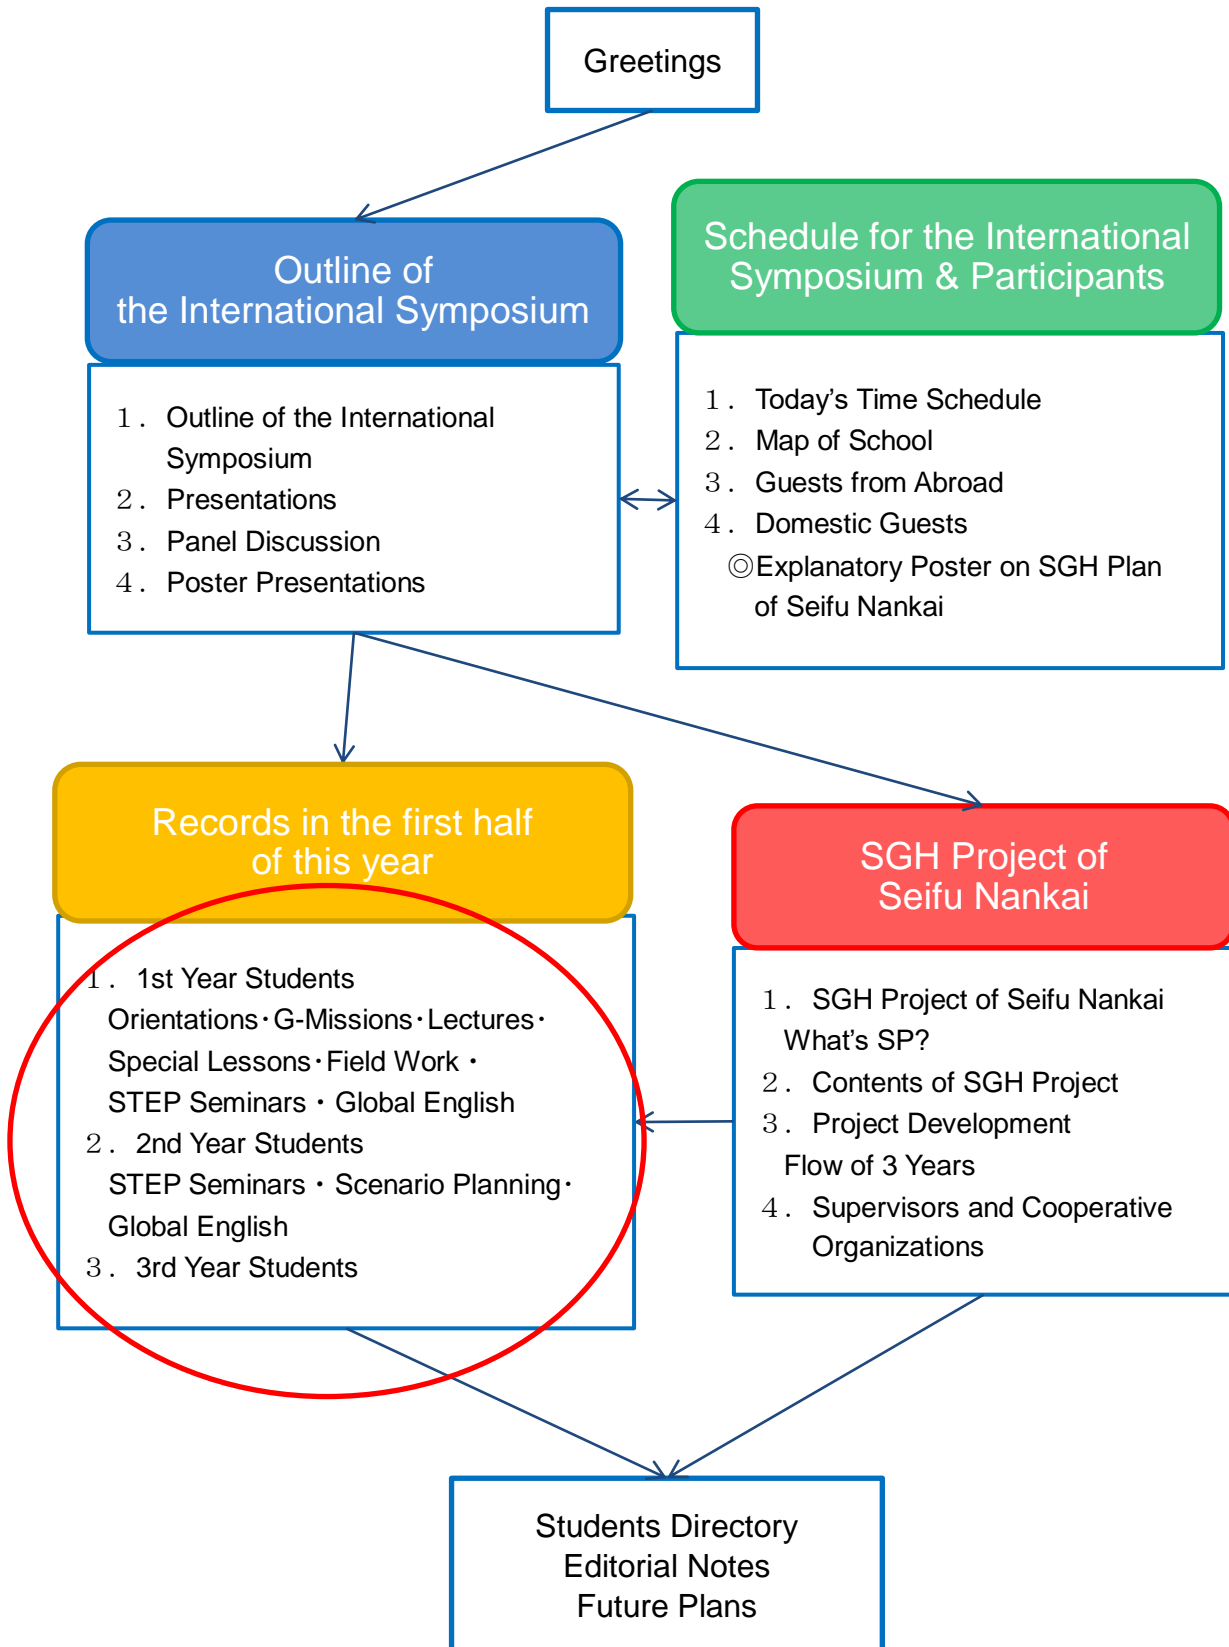 Greetings
Outline of
the International Symposium
1. Outline of the International
Symposium
2. Presentations
3. Panel Discussion
4. Poster Presentations
Schedule for the International
Symposium & Participants
1. Today's Time Schedule
2. Map of School
3. Guests from Abroad
4. Domestic Guests
◎Explanatory Poster on SGH Plan
of Seifu Nankai
Records in the first half
of this year
1. 1st Year Students
Orientations・G-Missions・Lectures・
Special Lessons・Field Work・
STEP Seminars・Global English
2. 2nd Year Students
STEP Seminars・Scenario Planning・
Global English
3. 3rd Year Students
SGH Project of
Seifu Nankai
1. SGH Project of Seifu Nankai
What's SP?
2. Contents of SGH Project
3. Project Development
Flow of 3 Years
4. Supervisors and Cooperative
Organizations
Students Directory
Editorial Notes
Future Plans